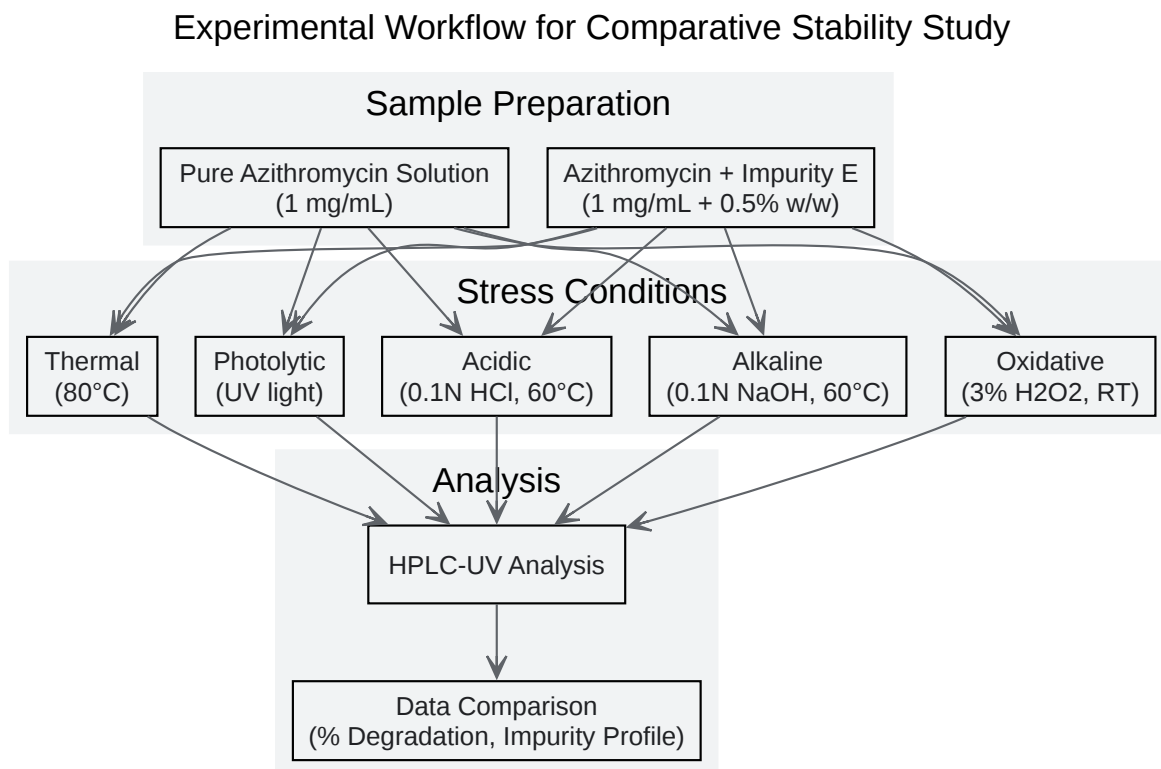 Experimental Workflow for Comparative Stability Study
Sample Preparation
Pure Azithromycin Solution
(1 mg/mL)
Azithromycin + Impurity E
(1 mg/mL + 0.5% w/w)
Stress Conditions
Thermal
(80°C)
Photolytic
(UV light)
Acidic
(0.1N HCl, 60°C)
Alkaline
(0.1N NaOH, 60°C)
Oxidative
(3% H2O2, RT)
Analysis
HPLC-UV Analysis
Data Comparison
(% Degradation, Impurity Profile)